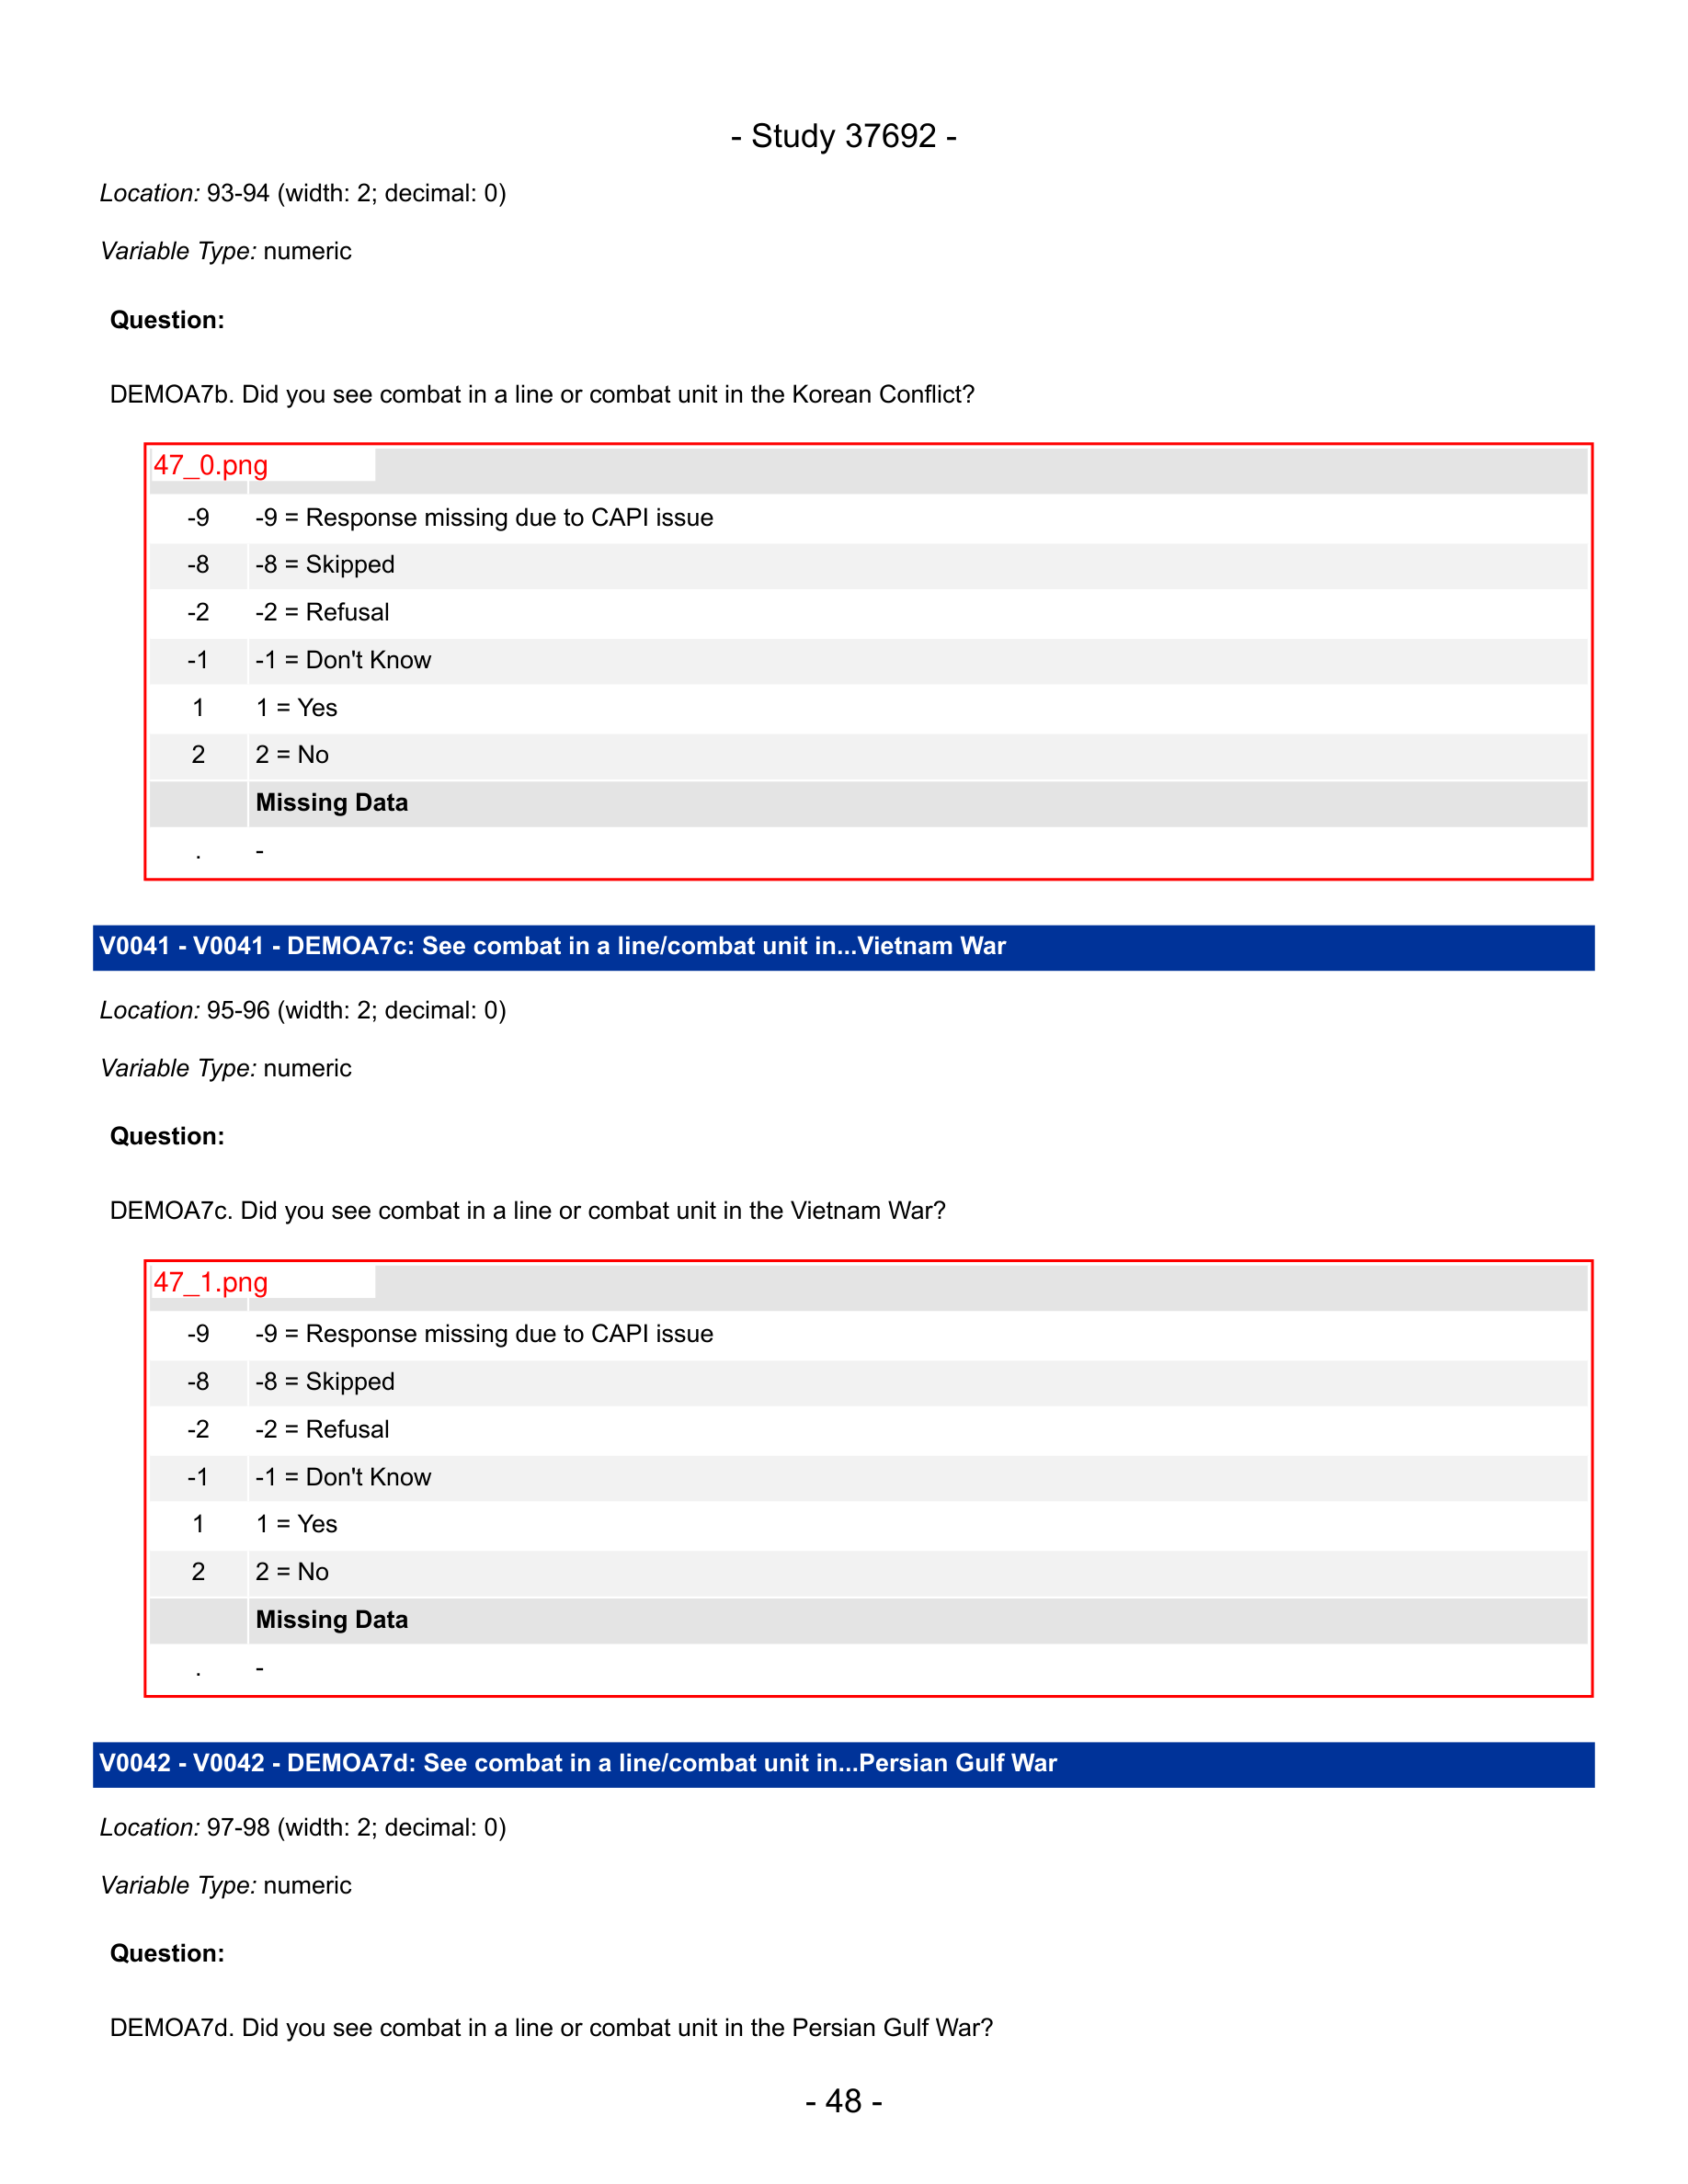 - Study 37692 -
Location: 93-94 (width: 2; decimal: 0)
Variable Type: numeric
Question:
DEMOA7b. Did you see combat in a line or combat unit in the Korean Conflict?
47_0.png
-9 -9 = Response missing due to CAPI issue
-8 -8 = Skipped
-2 -2 = Refusal
-1 -1 = Don't Know
1 1 = Yes
2 2 = No
Missing Data
. -
V0041 - V0041 - DEMOA7c: See combat in a line/combat unit in...Vietnam War
Location: 95-96 (width: 2; decimal: 0)
Variable Type: numeric
Question:
DEMOA7c. Did you see combat in a line or combat unit in the Vietnam War?
47_1.png
-9 -9 = Response missing due to CAPI issue
-8 -8 = Skipped
-2 -2 = Refusal
-1 -1 = Don't Know
1 1 = Yes
2 2 = No
Missing Data
. -
V0042 - V0042 - DEMOA7d: See combat in a line/combat unit in...Persian Gulf War
Location: 97-98 (width: 2; decimal: 0)
Variable Type: numeric
Question:
DEMOA7d. Did you see combat in a line or combat unit in the Persian Gulf War?
- 48 -